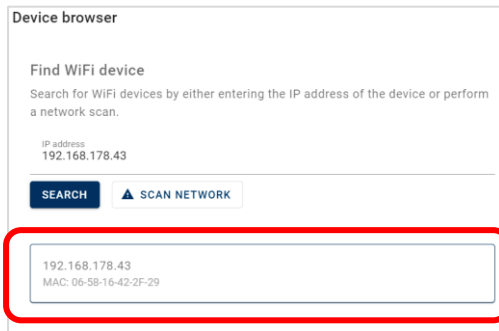 Device browser
Find WiFi device
Search for WiFi devices by either entering the IP address of the device or perform
a network scan.
IP address
192.168.178.43
SEARCH
SCAN NETWORK
192.168.178.43
MAC: 06-58-16-42-2F-29